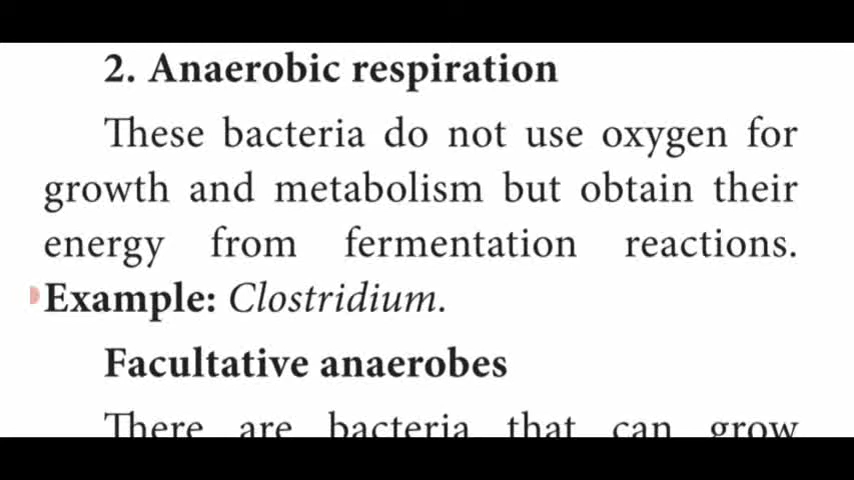 2. Anaerobic respiration
These bacteria do not use oxygen for
growth and metabolism but obtain their
energy from fermentation reactions.
Example: Clostridium.
Facultative anaerobes
There are bacteria that can grow